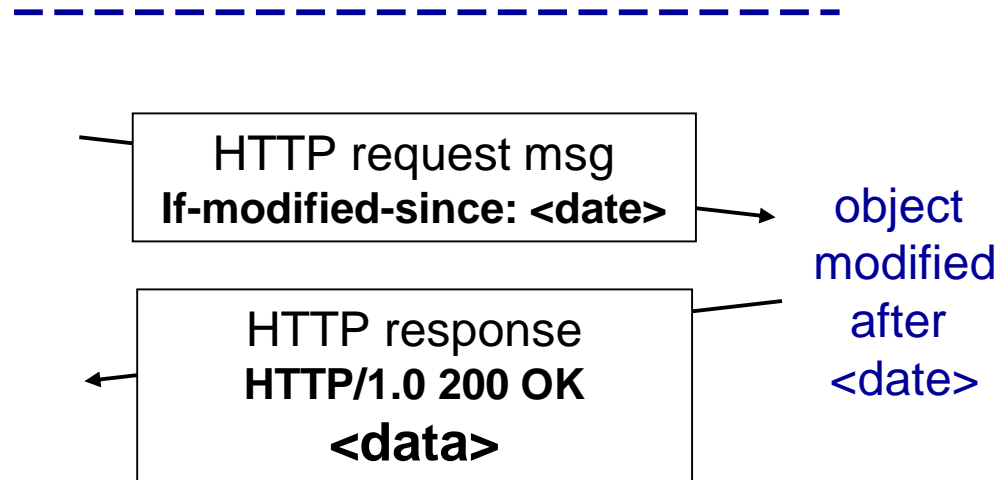 HTTP request msg
If-modified-since: <date>
object
modified
after
<date>
HTTP response
HTTP/1.0 200 OK
<data>